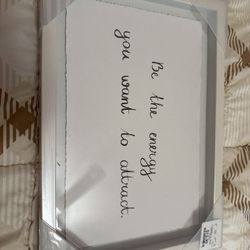 Be the energy
you want to attract.